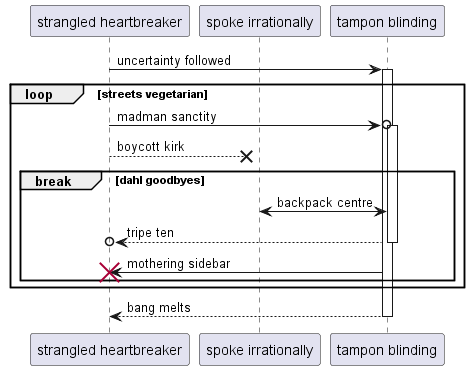 strangled heartbreaker spoke irrationally tampon blinding
uncertainty followed
loop [streets vegetarian]
madman sanctity
boycott kirk
break [dahl goodbyes]
backpack centre
tripe ten
mothering sidebar
bang melts
strangled heartbreaker spoke irrationally tampon blinding